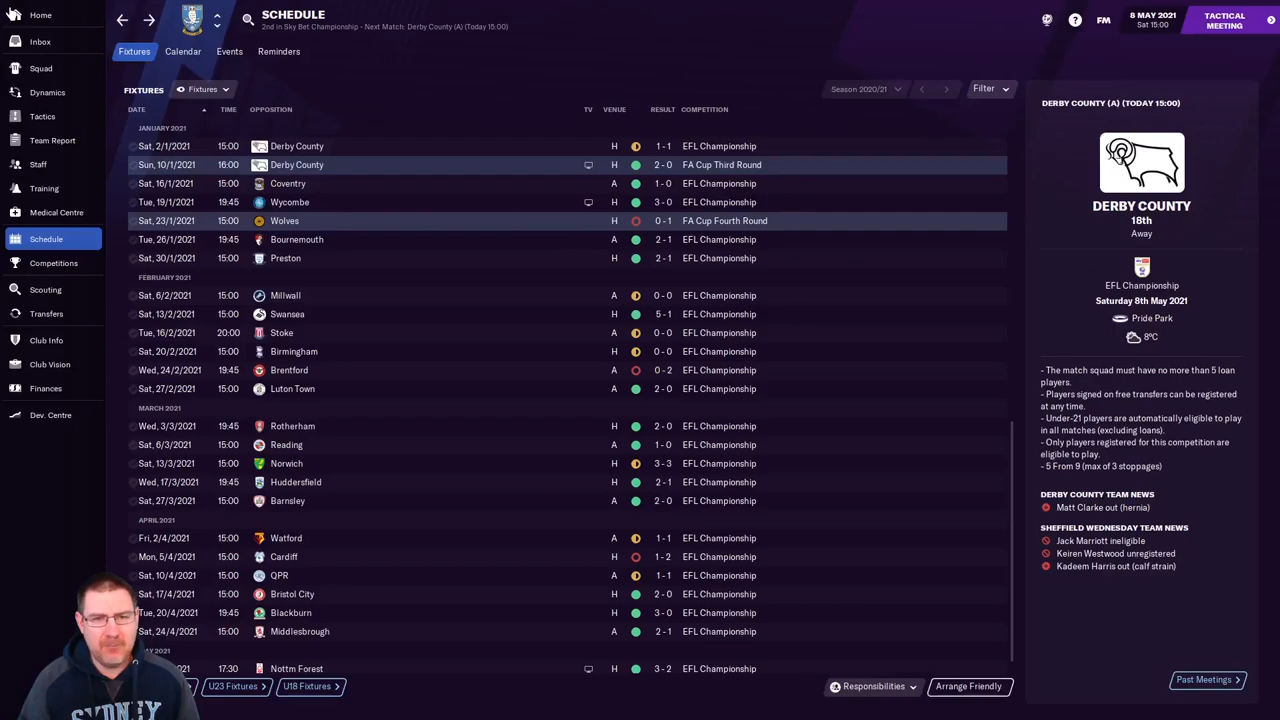 Home
Inbox
Squad
Dynamics
Tactics
Team Report
Staff
Training
Medical Centre
Schedule
Competitions
Scouting
Transfers
Club Info
Club Vision
Finances
Dev. Centre
SCHEDULE
2nd in Sky Bet Championship - Next Match: Derby County (A) (Today 15:00)
? FM 8 MAY 2021
Sat 15:00
TACTICAL
MEETING
Fixtures Calendar Events Reminders
FIXTURES Fixtures Season 2020/21 Filter
DATE TIME OPPOSITION TV VENUE RESULT COMPETITION
JANUARY 2021
Sat, 2/1/2021 15:00 Derby County H 1 - 1 EFL Championship
Sun, 10/1/2021 16:00 Derby County H 2 - 0 FA Cup Third Round
Sat, 16/1/2021 15:00 Coventry A 1 - 0 EFL Championship
Tue, 19/1/2021 19:45 Wycombe H 3 - 0 EFL Championship
Sat, 23/1/2021 15:00 Wolves H 0 - 1 FA Cup Fourth Round
Tue, 26/1/2021 19:45 Bournemouth A 2 - 1 EFL Championship
Sat, 30/1/2021 15:00 Preston H 2 - 1 EFL Championship
FEBRUARY 2021
Sat, 6/2/2021 15:00 Millwall A 0 - 0 EFL Championship
Sat, 13/2/2021 15:00 Swansea H 5 - 1 EFL Championship
Tue, 16/2/2021 20:00 Stoke A 0 - 0 EFL Championship
Sat, 20/2/2021 15:00 Birmingham H 0 - 0 EFL Championship
Wed, 24/2/2021 19:45 Brentford A 0 - 2 EFL Championship
Sat, 27/2/2021 15:00 Luton Town A 2 - 0 EFL Championship
MARCH 2021
Wed, 3/3/2021 19:45 Rotherham H 2 - 0 EFL Championship
Sat, 6/3/2021 15:00 Reading A 1 - 0 EFL Championship
Sat, 13/3/2021 15:00 Norwich H 3 - 3 EFL Championship
Wed, 17/3/2021 19:45 Huddersfield H 2 - 1 EFL Championship
Sat, 27/3/2021 15:00 Barnsley A 2 - 0 EFL Championship
APRIL 2021
Fri, 2/4/2021 15:00 Watford A 1 - 1 EFL Championship
Mon, 5/4/2021 15:00 Cardiff H 1 - 2 EFL Championship
Sat, 10/4/2021 15:00 QPR A 1 - 1 EFL Championship
Sat, 17/4/2021 15:00 Bristol City H 2 - 0 EFL Championship
Tue, 20/4/2021 19:45 Blackburn H 3 - 0 EFL Championship
Sat, 24/4/2021 15:00 Middlesbrough A 2 - 1 EFL Championship
2021
17:30 Nottm Forest H 3 - 2 EFL Championship
U23 Fixtures U18 Fixtures Responsibilities Arrange Friendly
DERBY COUNTY (A) (TODAY 15:00)
DERBY COUNTY
18th
Away
EFL Championship
Saturday 8th May 2021
Pride Park
8°C
- The match squad must have no more than 5 loan
players.
- Players signed on free transfers can be registered
at any time.
- Under-21 players are automatically eligible to play
in all matches (excluding loans).
- Only players registered for this competition are
eligible to play.
- 5 From 9 (max of 3 stoppages)
DERBY COUNTY TEAM NEWS
Matt Clarke out (hernia)
SHEFFIELD WEDNESDAY TEAM NEWS
Jack Marriott ineligible
Keiren Westwood unregistered
Kadeem Harris out (calf strain)
Past Meetings
SYDNEY